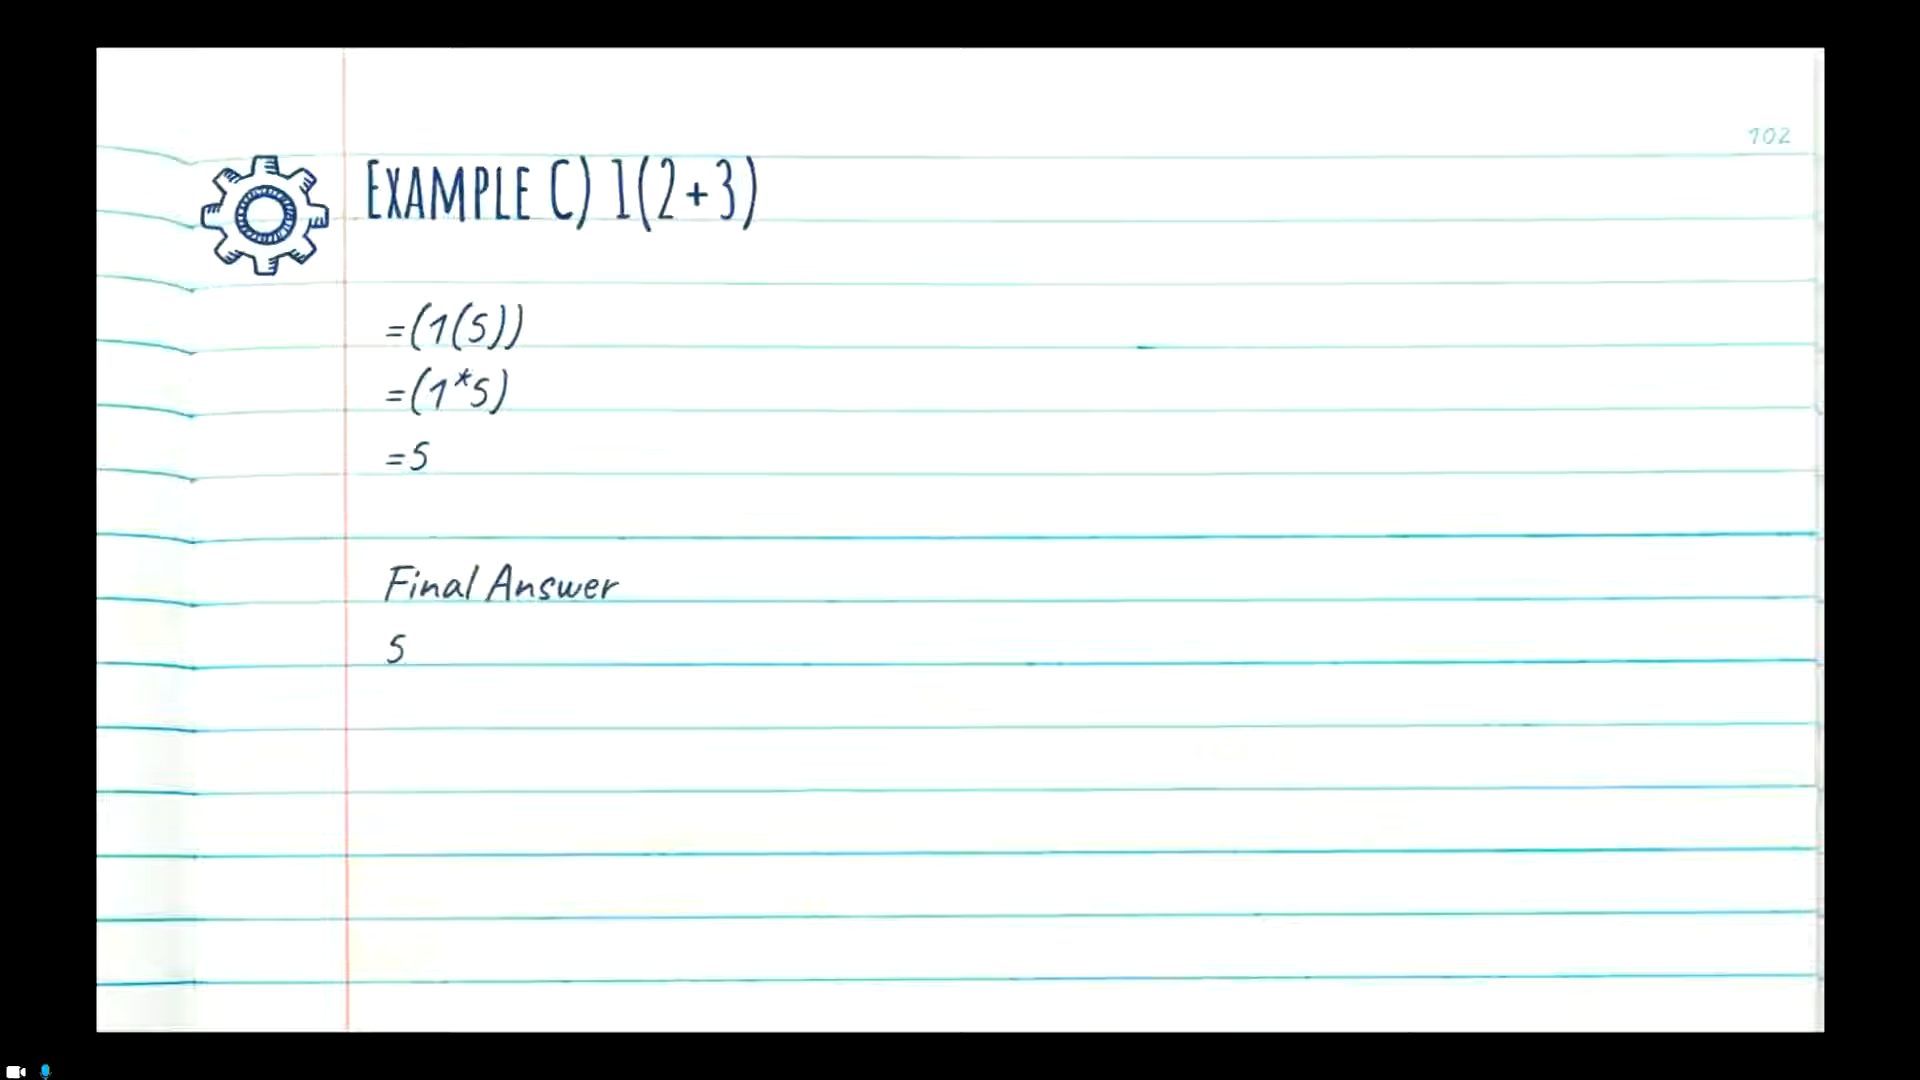 102
EXAMPLE C) 1(2+3)
=(1(5))
=(1*5)
=5
Final Answer
5